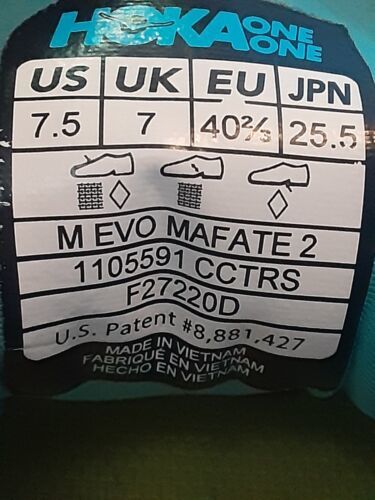 HOKA ONE ONE
US UK EU JPN
7.5 7 40⅔ 25.5
M EVO MAFATE 2
1105591 CCTRS
F27220D
U.S. Patent #8,881,427
MADE IN VIETNAM
FABRIQUÉ EN VIETNAM
HECHO EN VIETNAM